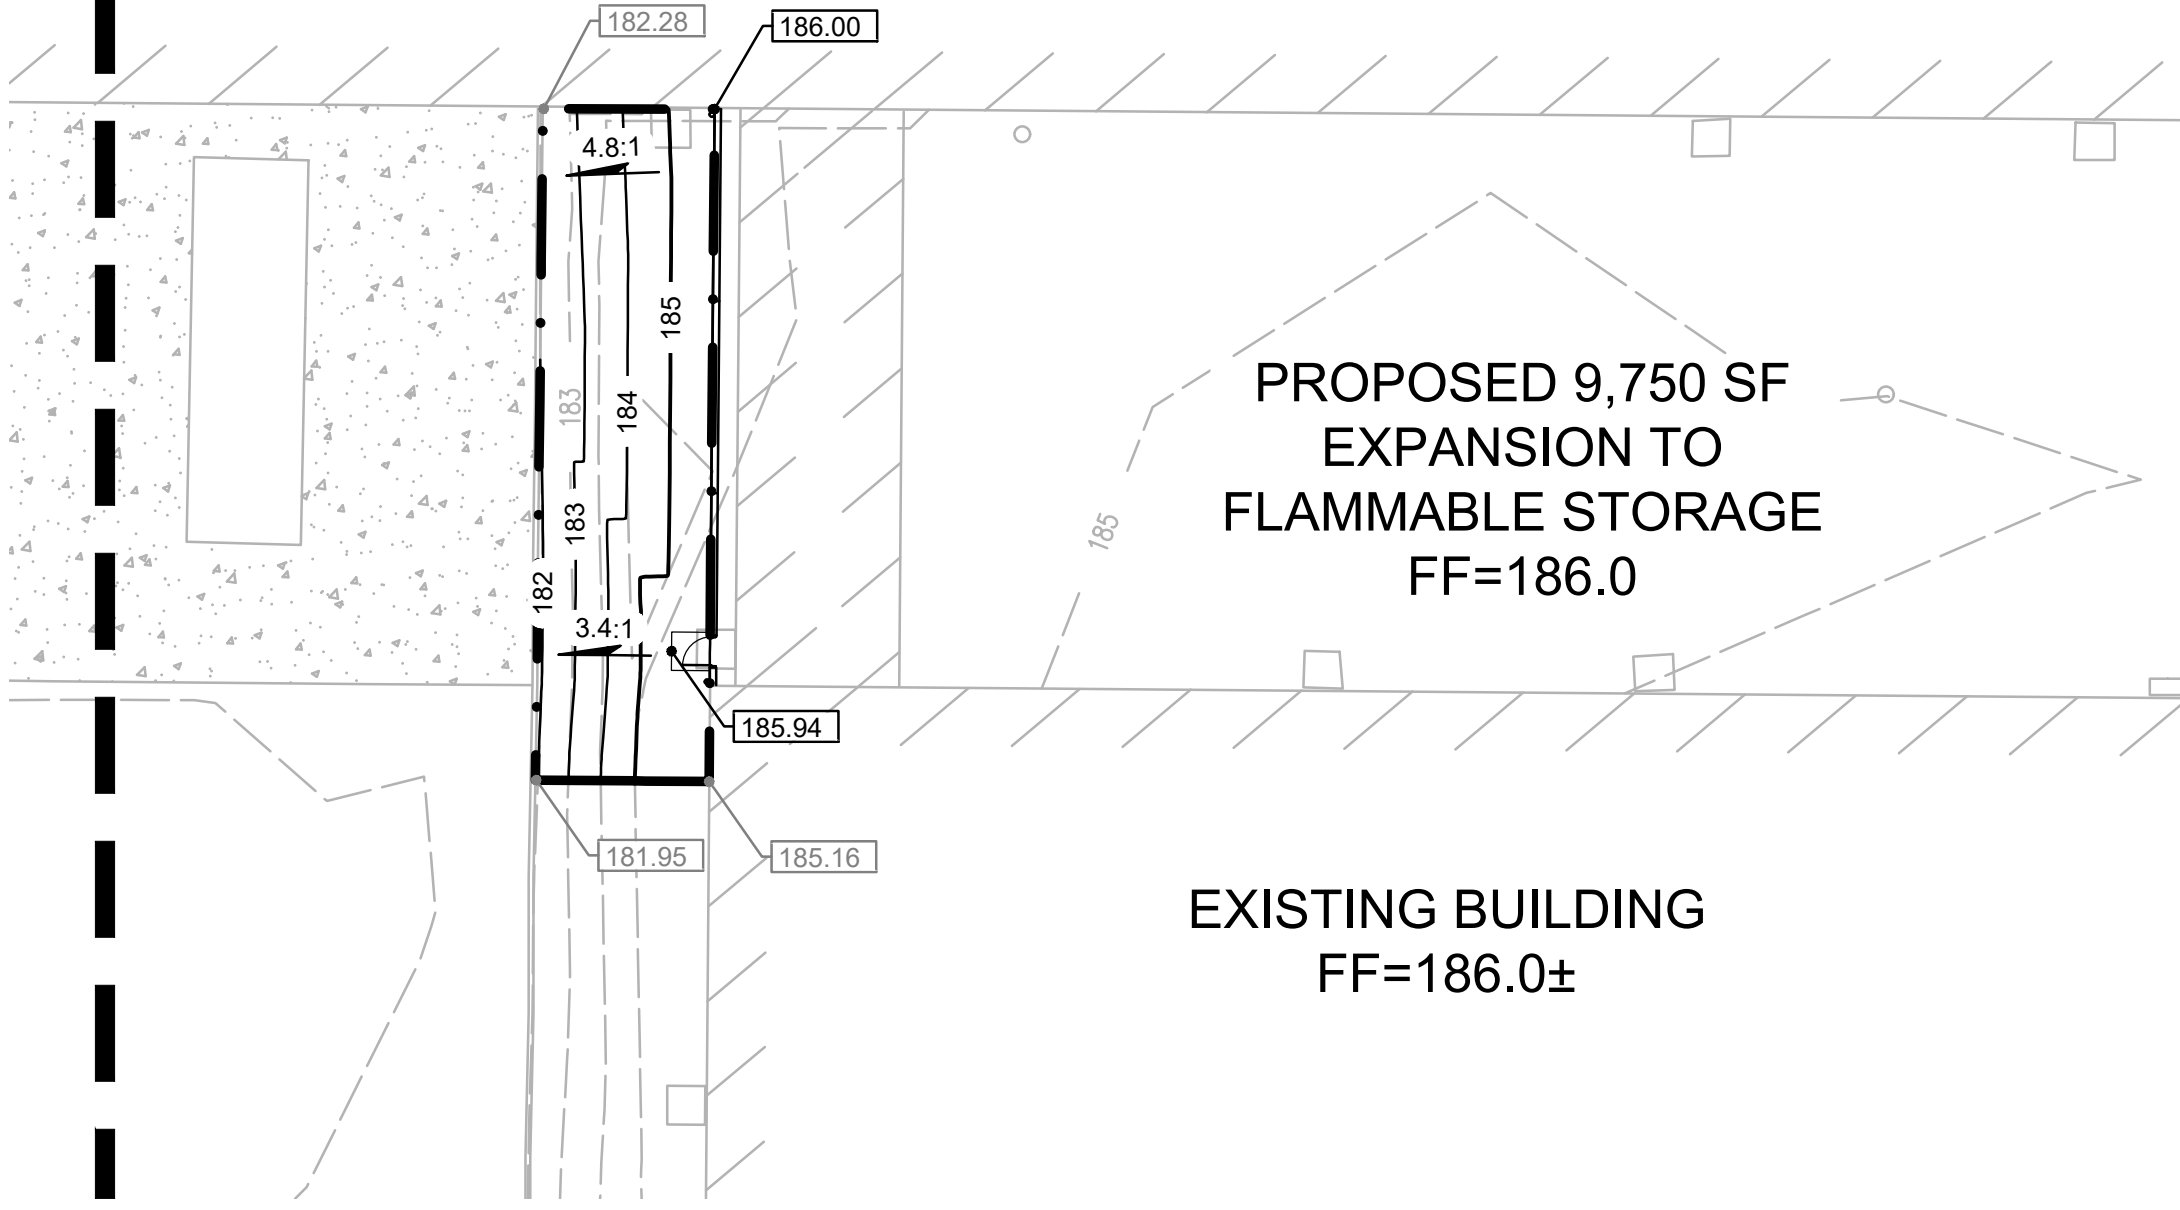 182.28
186.00
4.8:1
185
183
184
183
182
3.4:1
185.94
181.95
185.16
185
PROPOSED 9,750 SF
EXPANSION TO
FLAMMABLE STORAGE
FF=186.0
EXISTING BUILDING
FF=186.0±